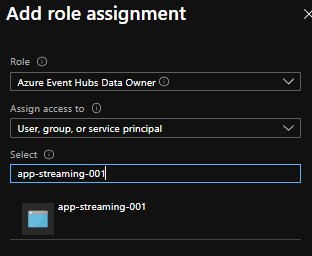 Add role assignment
Role
Azure Event Hubs Data Owner
Assign access to
User, group, or service principal
Select
app-streaming-001
app-streaming-001